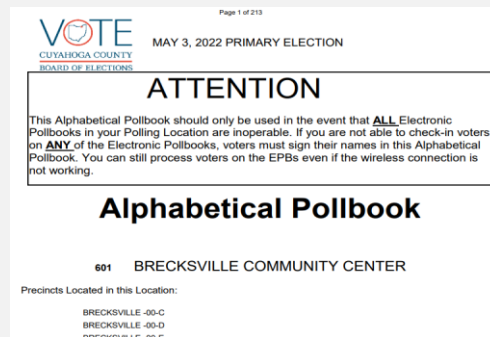 Page 1 of 213
VOTE
CUYAHOGA COUNTY
BOARD OF ELECTIONS
MAY 3, 2022 PRIMARY ELECTION
ATTENTION
This Alphabetical Pollbook should only be used in the event that ALL Electronic
Pollbooks in your Polling Location are inoperable. If you are not able to check-in voters
on ANY of the Electronic Pollbooks, voters must sign their names in this Alphabetical
Pollbook. You can still process voters on the EPBs even if the wireless connection is
not working.
Alphabetical Pollbook
601 BRECKSVILLE COMMUNITY CENTER
Precincts Located in this Location:
BRECKSVILLE -00-C
BRECKSVILLE -00-D
BRECKSVILLE -00-E